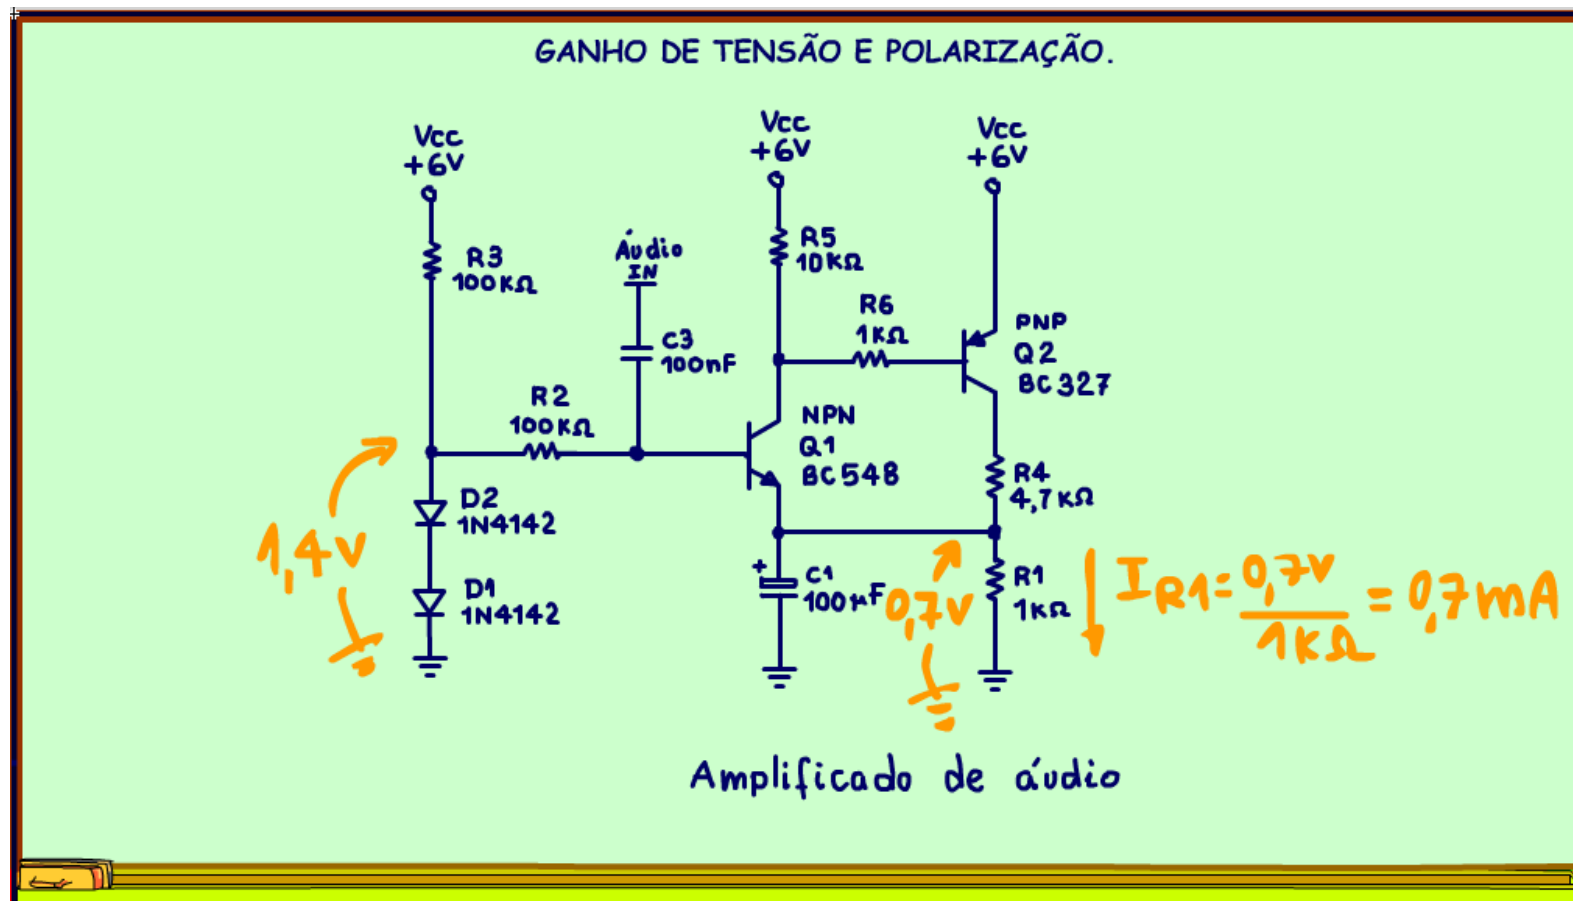 GANHO DE TENSÃO E POLARIZAÇÃO.
Vcc
+6V
Vcc
+6V
Vcc
+6V
R3
100KΩ
Áudio
IN
R5
10KΩ
C3
100nF
R6
1KΩ
PNP
Q2
BC327
R2
100KΩ
NPN
Q1
BC548
R4
4,7KΩ
D2
1N4142
1,4V
D1
1N4142
+
C1
100µF
0,7V
R1
1KΩ
IR1=0,7V/1KΩ=0,7mA
Amplificado de áudio